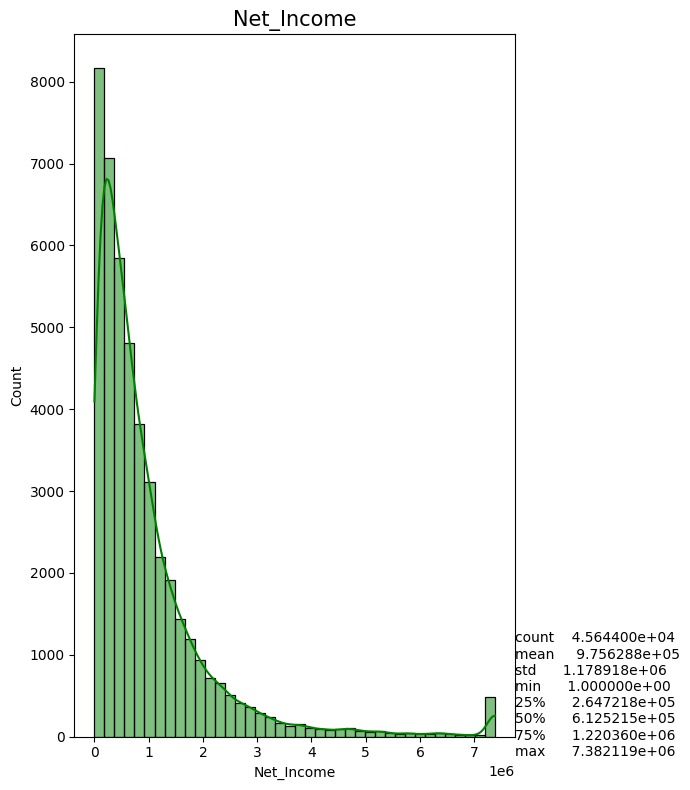 Net_Income
8000
7000
6000
5000
4000
3000
2000
1000
0
Count
0 1 2 3 4 5 6 7
1e6
Net_Income
count 4.564400e+04
mean 9.756288e+05
std 1.178918e+06
min 1.000000e+00
25% 2.647218e+05
50% 6.125215e+05
75% 1.220360e+06
max 7.382119e+06